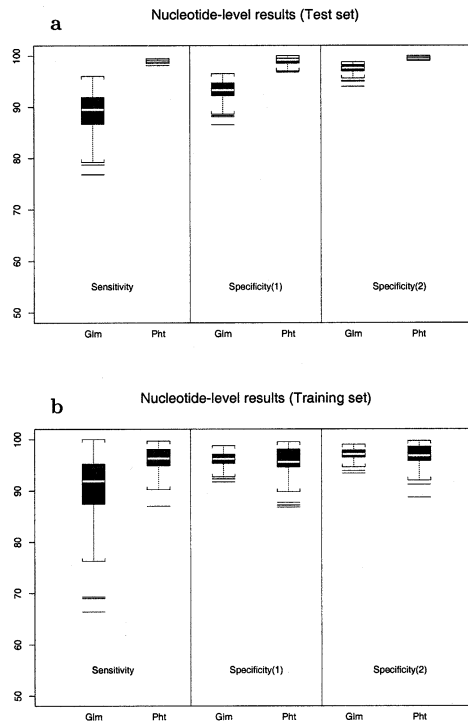 a
Nucleotide-level results (Test set)
100
90
80
70
60
50
Sensitivity
Specificity(1)
Specificity(2)
Glm Pht Glm Pht Glm Pht
b
Nucleotide-level results (Training set)
100
90
80
70
60
50
Sensitivity
Specificity(1)
Specificity(2)
Glm Pht Glm Pht Glm Pht